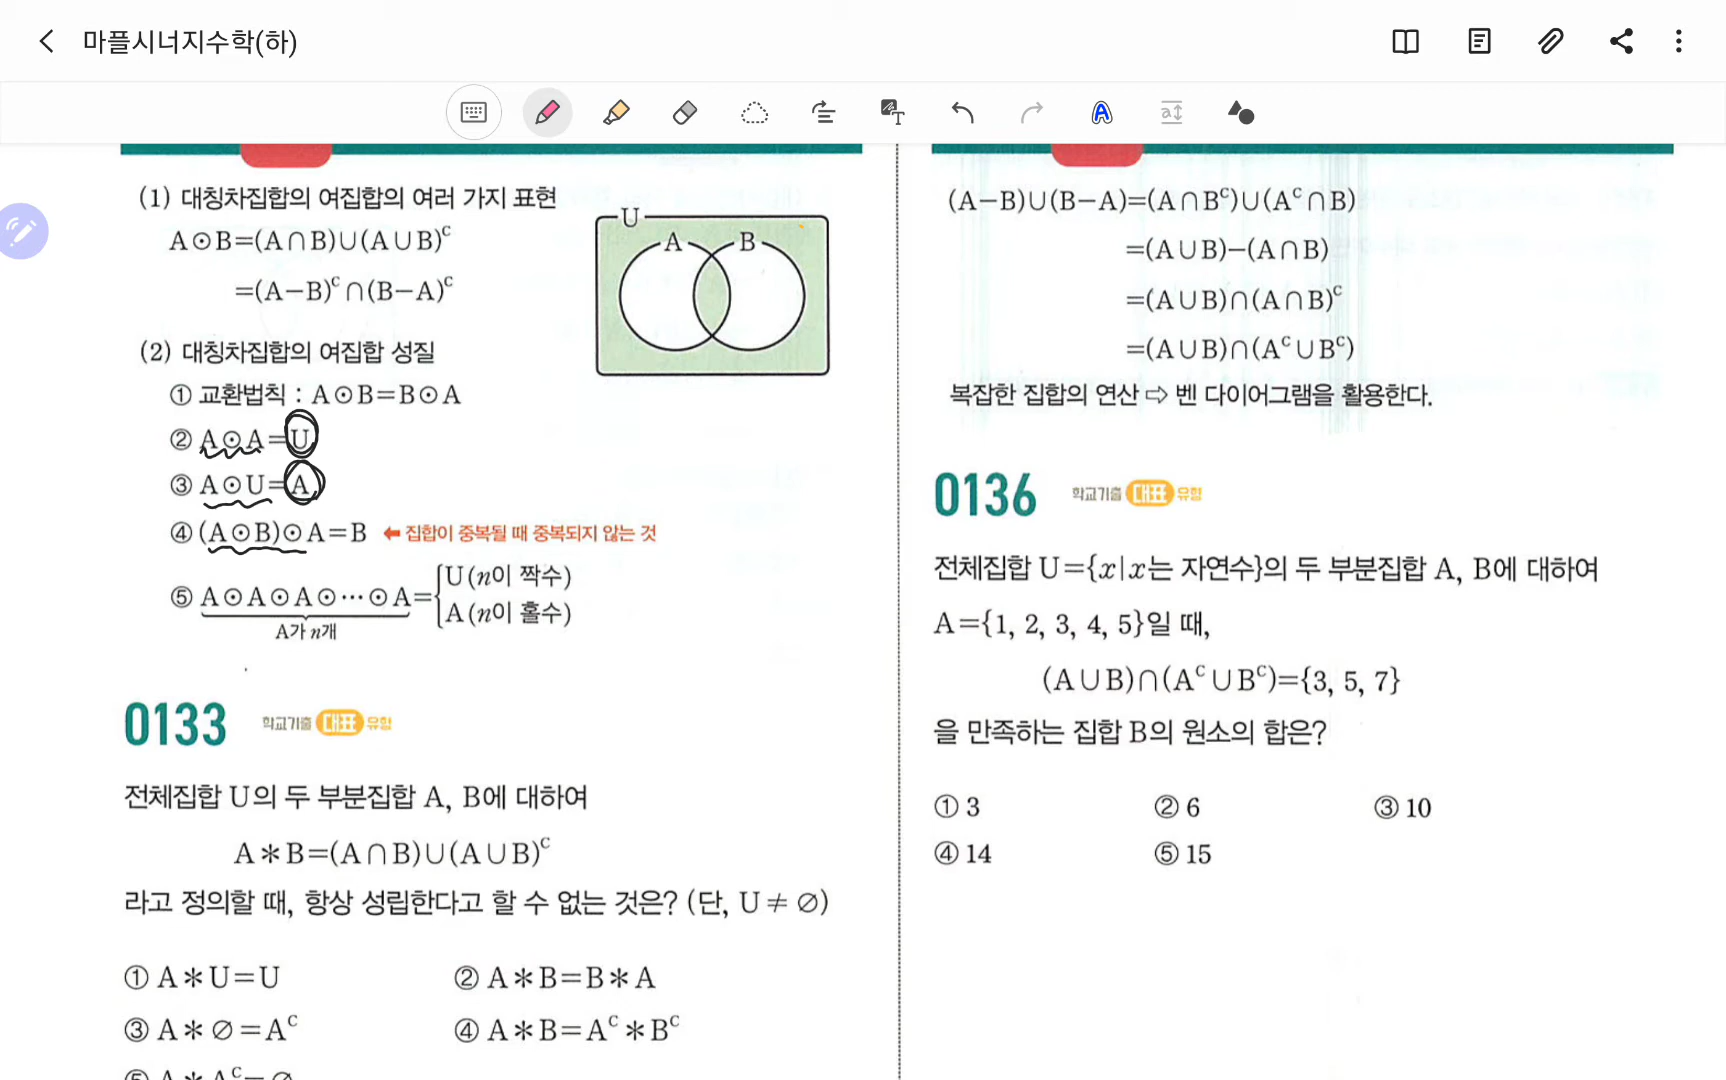 마플시너지수학(하)
(1) 대칭차집합의 여집합의 여러 가지 표현
A⊙B=(A∩B)∪(A∪B)ᶜ
=(A−B)ᶜ∩(B−A)ᶜ
U
A B
(2) 대칭차집합의 여집합 성질
① 교환법칙 : A⊙B=B⊙A
② A⊙A=U
③ A⊙U=A
④ (A⊙B)⊙A=B ← 집합이 중복될 때 중복되지 않는 것
⑤ A⊙A⊙A⊙⋯⊙A={U(n이 짝수)
A(n이 홀수)
A가 n개
0133 학교기출 대표 유형
전체집합 U의 두 부분집합 A, B에 대하여
A∗B=(A∩B)∪(A∪B)ᶜ
라고 정의할 때, 항상 성립한다고 할 수 없는 것은? (단, U≠∅)
① A∗U=U ② A∗B=B∗A
③ A∗∅=Aᶜ ④ A∗B=Aᶜ∗Bᶜ
⑤ A∗Aᶜ=∅
(A−B)∪(B−A)=(A∩Bᶜ)∪(Aᶜ∩B)
=(A∪B)−(A∩B)
=(A∪B)∩(A∩B)ᶜ
=(A∪B)∩(Aᶜ∪Bᶜ)
복잡한 집합의 연산 ⇨ 벤 다이어그램을 활용한다.
0136 학교기출 대표 유형
전체집합 U={x|x는 자연수}의 두 부분집합 A, B에 대하여
A={1, 2, 3, 4, 5}일 때,
(A∪B)∩(Aᶜ∪Bᶜ)={3, 5, 7}
을 만족하는 집합 B의 원소의 합은?
① 3 ② 6 ③ 10
④ 14 ⑤ 15